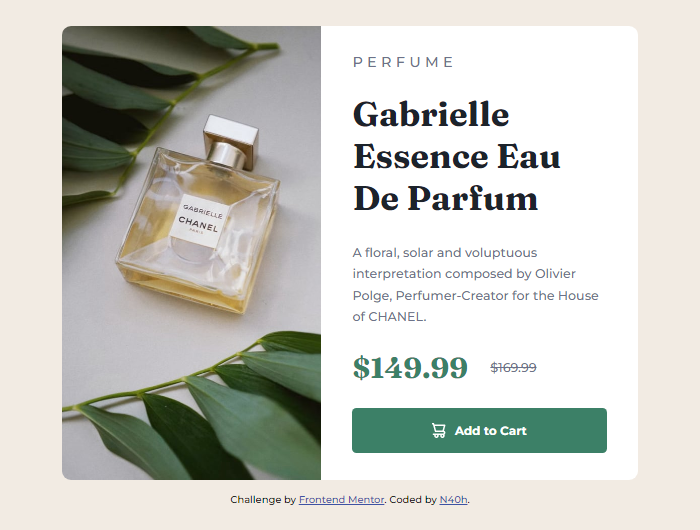 PERFUME
Gabrielle
Essence Eau
De Parfum
GABRIELLE
CHANEL
PARIS
A floral, solar and voluptuous
interpretation composed by Olivier
Polge, Perfumer-Creator for the House
of CHANEL.
$149.99 $169.99
Add to Cart
Challenge by Frontend Mentor. Coded by N40h.